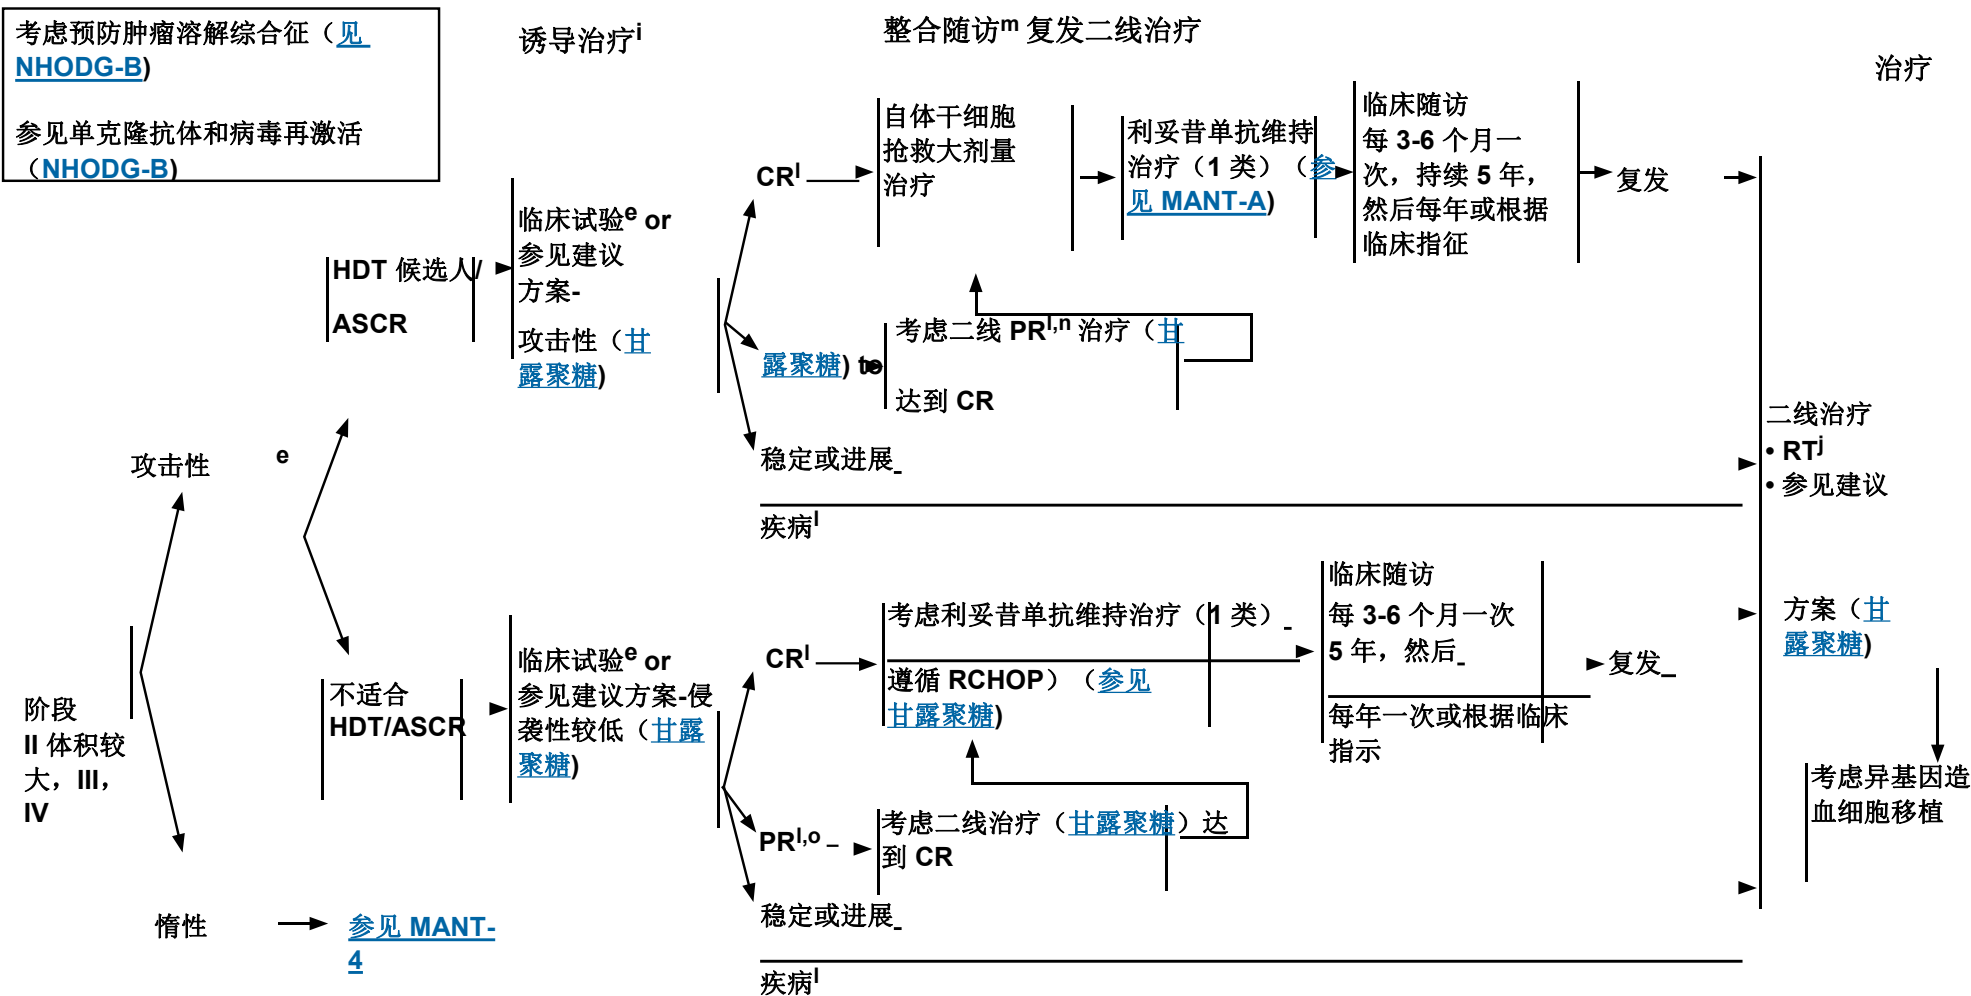 考虑预防肿瘤溶解综合征（见
NHODG-B)
参见单克隆抗体和病毒再激活
（NHODG-B)
诱导治疗i
整合随访m 复发二线治疗
治疗
阶段
II 体积较
大，III，
IV
攻击性
e
惰性
参见 MANT-
4
HDT 候选人/
ASCR
临床试验e or
参见建议
方案-
攻击性（甘
露聚糖)
CRl
自体干细胞
抢救大剂量
治疗
利妥昔单抗维持
治疗（1 类）（参
见 MANT-A)
临床随访
每 3-6 个月一
次，持续 5 年，
然后每年或根据
临床指征
复发
露聚糖) to
考虑二线 PRl,n 治疗（甘
达到 CR
稳定或进展
疾病l
不适合
HDT/ASCR
临床试验e or
参见建议方案-侵
袭性较低（甘露
聚糖)
CRl
考虑利妥昔单抗维持治疗（1 类）
遵循 RCHOP）（参见
甘露聚糖)
临床随访
每 3-6 个月一次
5 年，然后
每年一次或根据临床
指示
复发
PRl,o –
考虑二线治疗（甘露聚糖）达
到 CR
稳定或进展
疾病l
二线治疗
• RTj
• 参见建议
方案（甘
露聚糖)
考虑异基因造
血细胞移植